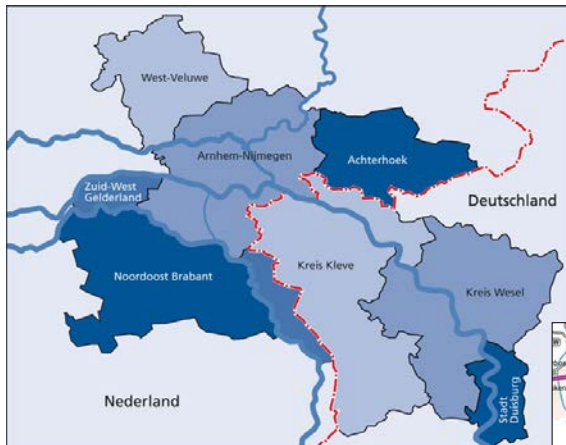 West-Veluwe
Arnhem-Nijmegen
Achterhoek
Zuid-West
Gelderland
Deutschland
Noordoost Brabant
Kreis Kleve
Kreis Wesel
Nederland
Stadt
Duisburg